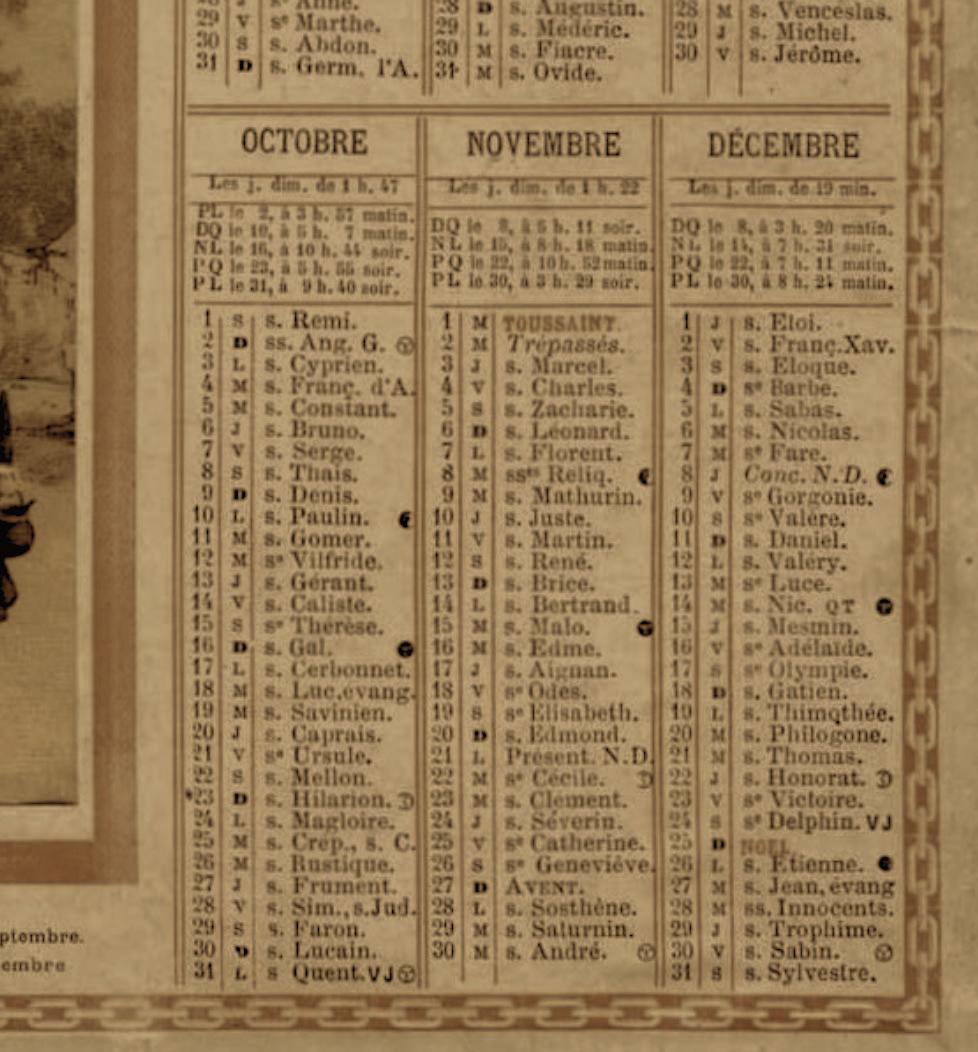 29 V se Marthe.
30 S s. Abdon.
31 D s. Germ. l'A.
28 D s. Augustin.
29 L s. Médéric.
30 M s. Fiacre.
31 M s. Ovide.
28 M s. Venceslas.
29 J s. Michel.
30 V s. Jérôme.
OCTOBRE
Les j. dim. de 1 h. 47
PL le 2, à 3 h. 57 matin.
DQ le 10, à 5 h. 7 matin.
NL le 16, à 10 h. 44 soir.
PQ le 23, à 5 h. 55 soir.
PL le 31, à 9 h. 40 soir.
1 S s. Remi.
2 D ss. Ang. G.
3 L s. Cyprien.
4 M s. Franç. d'A.
5 M s. Constant.
6 J s. Bruno.
7 V s. Serge.
8 S s. Thais.
9 D s. Denis.
10 L s. Paulin.
11 M s. Gomer.
12 M se Vilfride.
13 J s. Gérant.
14 V s. Caliste.
15 S se Thérèse.
16 D s. Gal.
17 L s. Cerbonnet.
18 M s. Luc, evang.
19 M s. Savinien.
20 J s. Caprais.
21 V se Ursule.
22 S s. Mellon.
23 D s. Hilarion.
24 L s. Magloire.
25 M s. Crép., s. C.
26 M s. Rustique.
27 J s. Frument.
28 V s. Sim., s. Jud.
29 S s. Faron.
30 D s. Lucain.
31 L s Quent. VJ
NOVEMBRE
Les j. dim. de 1 h. 22
DQ le 8, à 5 h. 11 soir.
NL le 15, à 8 h. 18 matin.
PQ le 22, à 10 h. 52 matin.
PL le 30, à 3 h. 29 soir.
1 M TOUSSAINT.
2 M Trépassés.
3 J s. Marcel.
4 V s. Charles.
5 S s. Zacharie.
6 D s. Léonard.
7 L s. Florent.
8 M sstes Reliq.
9 M s. Mathurin.
10 J s. Juste.
11 V s. Martin.
12 S s. René.
13 D s. Brice.
14 L s. Bertrand.
15 M s. Malo.
16 M s. Edme.
17 J s. Aignan.
18 V se Odes.
19 S se Elisabeth.
20 D s. Edmond.
21 L Présent. N.D.
22 M se Cécile.
23 M s. Clément.
24 J s. Séverin.
25 V se Catherine.
26 S se Geneviéve.
27 D AVENT.
28 L s. Sosthène.
29 M s. Saturnin.
30 M s. André.
DÉCEMBRE
Les j. dim. de 19 min.
DQ le 8, à 3 h. 20 matin.
NL le 14, à 7 h. 31 soir.
PQ le 22, à 7 h. 11 matin.
PL le 30, à 8 h. 24 matin.
1 J s. Eloi.
2 V s. Franç. Xav.
3 S s. Eloque.
4 D se Barbe.
5 L s. Sabas.
6 M s. Nicolas.
7 M se Fare.
8 J Conc. N.D.
9 V se Gorgonie.
10 S se Valère.
11 D s. Daniel.
12 L s. Valéry.
13 M se Luce.
14 M s. Nic. QT
15 J s. Mesmin.
16 V se Adélaïde.
17 S se Olympie.
18 D s. Gatien.
19 L s. Thimothée.
20 M s. Philogone.
21 M s. Thomas.
22 J s. Honorat.
23 V se Victoire.
24 S se Delphin. VJ
25 D NOEL.
26 L s. Etienne.
27 M s. Jean, évang
28 M ss. Innocents.
29 J s. Trophime.
30 V s. Sabin.
31 S s. Sylvestre.
ptembre.
embre